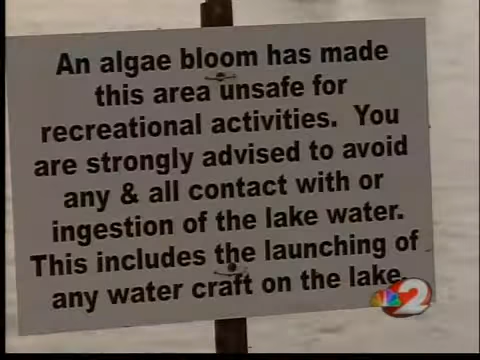 An algae bloom has made
this area unsafe for
recreational activities. You
are strongly advised to avoid
any & all contact with or
ingestion of the lake water.
This includes the launching of
any water craft on the lake.
2